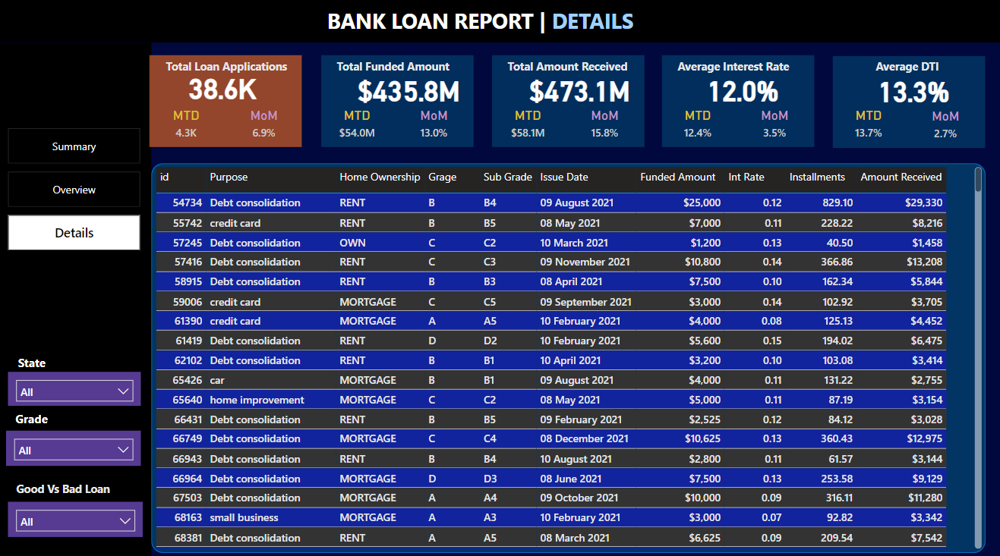 BANK LOAN REPORT | DETAILS
Total Loan Applications
38.6K
MTD MoM
4.3K 6.9%
Total Funded Amount
$435.8M
MTD MoM
$54.0M 13.0%
Total Amount Received
$473.1M
MTD MoM
$58.1M 15.8%
Average Interest Rate
12.0%
MTD MoM
12.4% 3.5%
Average DTI
13.3%
MTD MoM
13.7% 2.7%
Summary
Overview
Details
State
All
Grade
All
Good Vs Bad Loan
All
id Purpose Home Ownership Grage Sub Grade Issue Date Funded Amount Int Rate Installments Amount Received
54734 Debt consolidation RENT B B4 09 August 2021 $25,000 0.12 829.10 $29,330
55742 credit card RENT B B5 08 May 2021 $7,000 0.11 228.22 $8,216
57245 Debt consolidation OWN C C2 10 March 2021 $1,200 0.13 40.50 $1,458
57416 Debt consolidation RENT C C3 09 November 2021 $10,800 0.14 366.86 $13,208
58915 Debt consolidation RENT B B3 08 April 2021 $7,500 0.10 162.34 $5,844
59006 credit card MORTGAGE C C5 09 September 2021 $3,000 0.14 102.92 $3,705
61390 credit card MORTGAGE A A5 10 February 2021 $4,000 0.08 125.13 $4,452
61419 Debt consolidation RENT D D2 10 February 2021 $5,600 0.15 194.02 $6,475
62102 Debt consolidation RENT B B1 10 April 2021 $3,200 0.10 103.08 $3,414
65426 car MORTGAGE B B1 09 August 2021 $4,000 0.11 131.22 $2,755
65640 home improvement MORTGAGE C C2 08 May 2021 $5,000 0.11 87.19 $3,154
66431 Debt consolidation RENT B B5 09 February 2021 $2,525 0.12 84.12 $3,028
66749 Debt consolidation MORTGAGE C C4 08 December 2021 $10,625 0.13 360.43 $12,975
66943 Debt consolidation RENT B B4 10 August 2021 $2,800 0.11 61.57 $3,144
66964 Debt consolidation MORTGAGE D D3 08 June 2021 $7,500 0.13 253.58 $9,129
67503 Debt consolidation MORTGAGE A A4 09 October 2021 $10,000 0.09 316.11 $11,280
68163 small business MORTGAGE A A3 10 February 2021 $3,000 0.07 92.82 $3,342
68381 Debt consolidation RENT A A5 08 March 2021 $6,625 0.09 209.54 $7,542